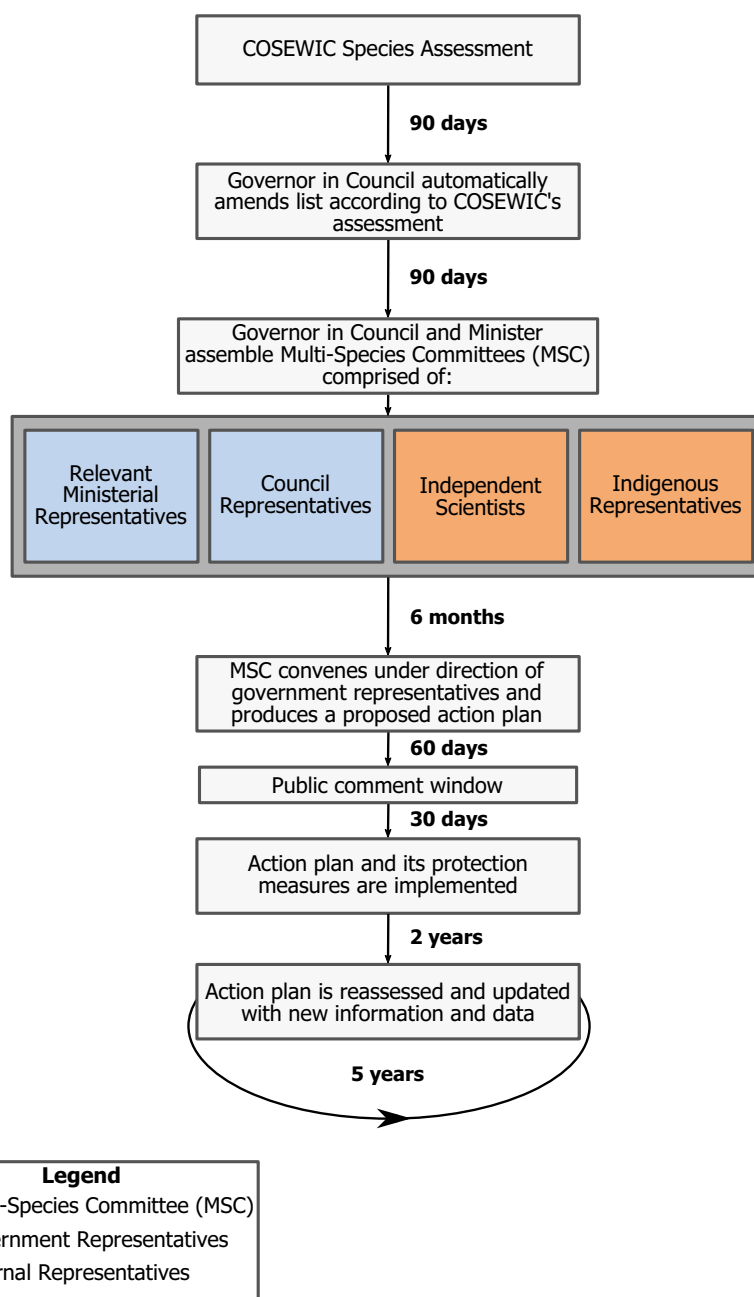 COSEWIC Species Assessment
90 days
Governor in Council automatically
amends list according to COSEWIC's
assessment
90 days
Governor in Council and Minister
assemble Multi-Species Committees (MSC)
comprised of:
Relevant
Ministerial
Representatives
Council
Representatives
Independent
Scientists
Indigenous
Representatives
6 months
MSC convenes under direction of
government representatives and
produces a proposed action plan
60 days
Public comment window
30 days
Action plan and its protection
measures are implemented
2 years
Action plan is reassessed and updated
with new information and data
5 years
Legend
-Species Committee (MSC)
ernment Representatives
rnal Representatives